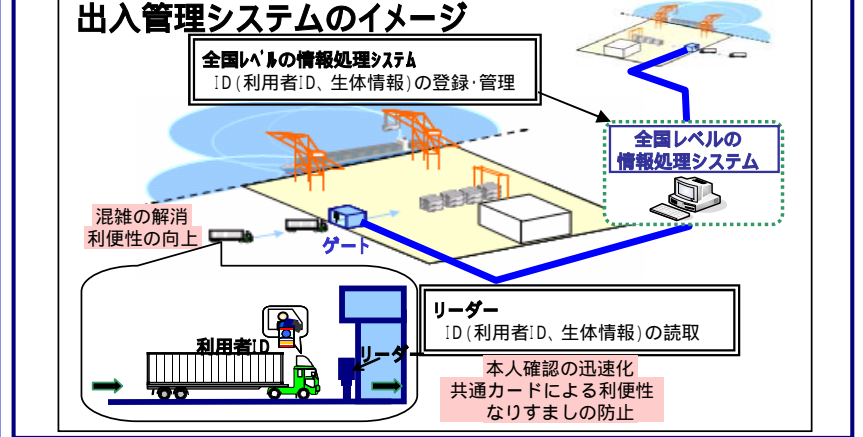 出入管理システムのイメージ
全国レベルの情報処理システム
ID(利用者ID、生体情報)の登録・管理
全国レベルの
情報処理システム
混雑の解消
利便性の向上
ゲート
リーダー
ID(利用者ID、生体情報)の読取
利用者ID
リーダー
本人確認の迅速化
共通カードによる利便性
なりすましの防止